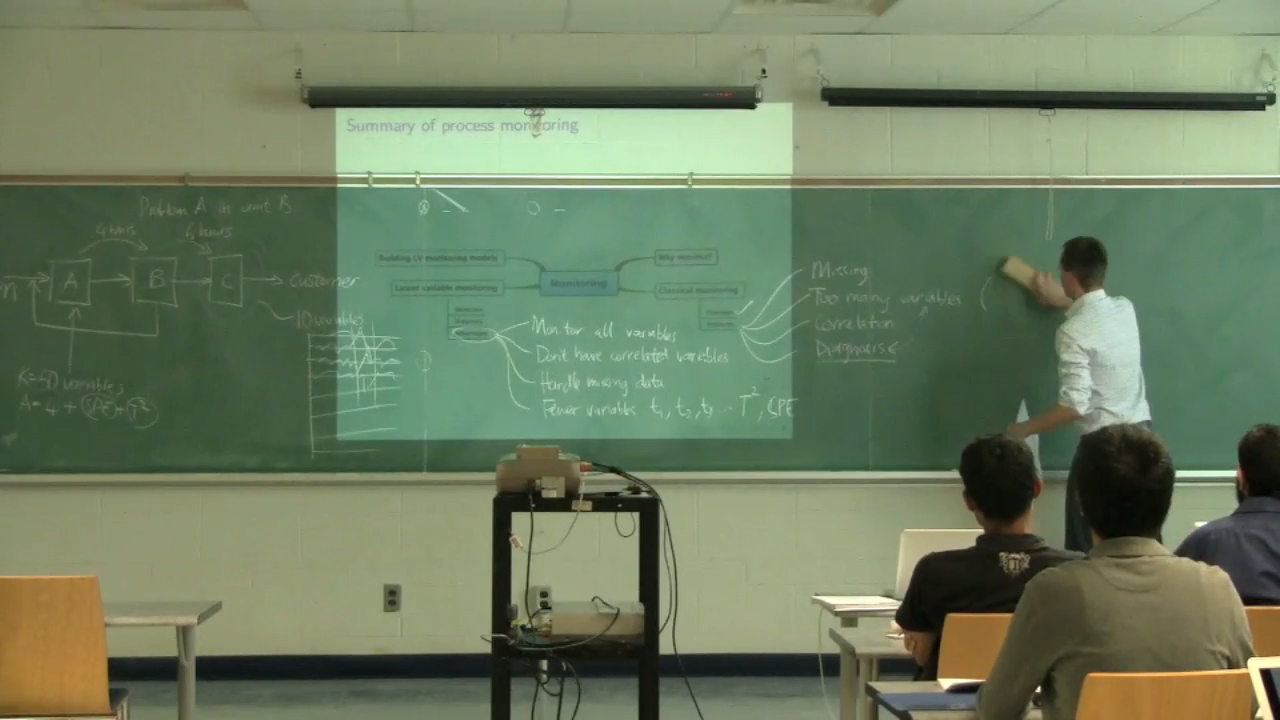 Summary of process monitoring
Problem A in unit B
4 hours
A
B
C
customer
10 variables
K=50 variables
A= 4 + SPE + T²
Building LV monitoring models
Latent variable monitoring
Monitoring
Why monitor?
Classical monitoring
Monitor all variables
Don't have correlated variables
Handle missing data
Fewer variables t₁, t₂, t₃ ... T², SPE
Missing
Too many variables
Correlation
Diagnosis